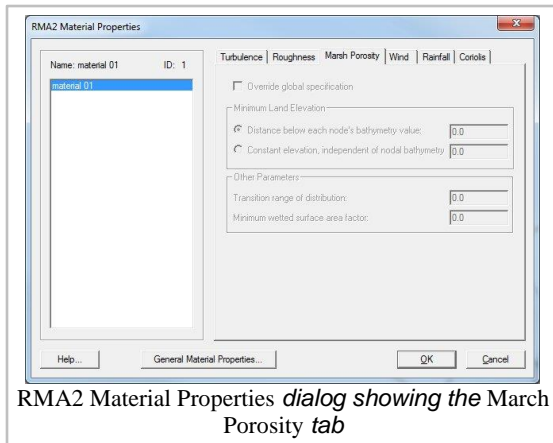 RMA2 Material Properties
Name: material 01 ID: 1
material 01
Turbulence Roughness Marsh Porosity Wind Rainfall Coriolis
Override global specification
Minimum Land Elevation
Distance below each node's bathymetry value: 0.0
Constant elevation, independent of nodal bathymetry 0.0
Other Parameters
Transition range of distribution: 0.0
Minimum wetted surface area factor: 0.0
Help... General Material Properties... OK Cancel
RMA2 Material Properties dialog showing the March
Porosity tab